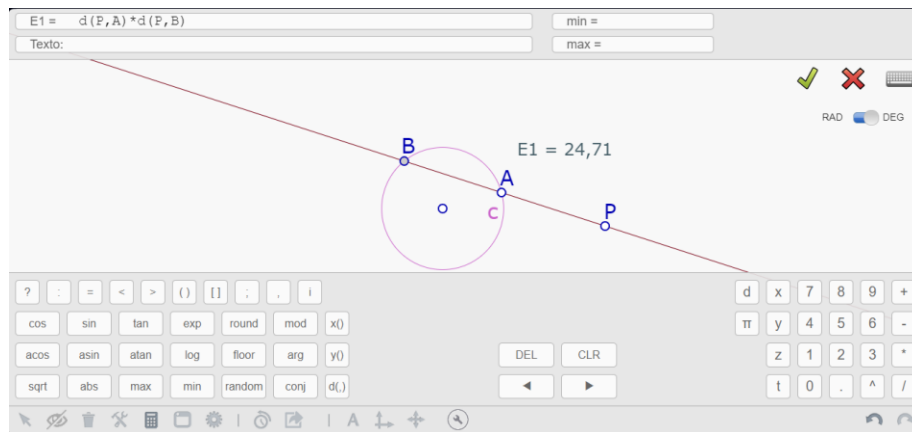 E1 = d(P,A)*d(P,B)
min =
Texto:
max =
RAD DEG
B
E1 = 24,71
A
c
P
? : = < > ( ) [ ] ; , i
d x 7 8 9 +
cos sin tan exp round mod x()
π y 4 5 6 -
acos asin atan log floor arg y()
DEL CLR
z 1 2 3 *
sqrt abs max min random conj d(,)
◄ ►
t 0 . ^ /
A